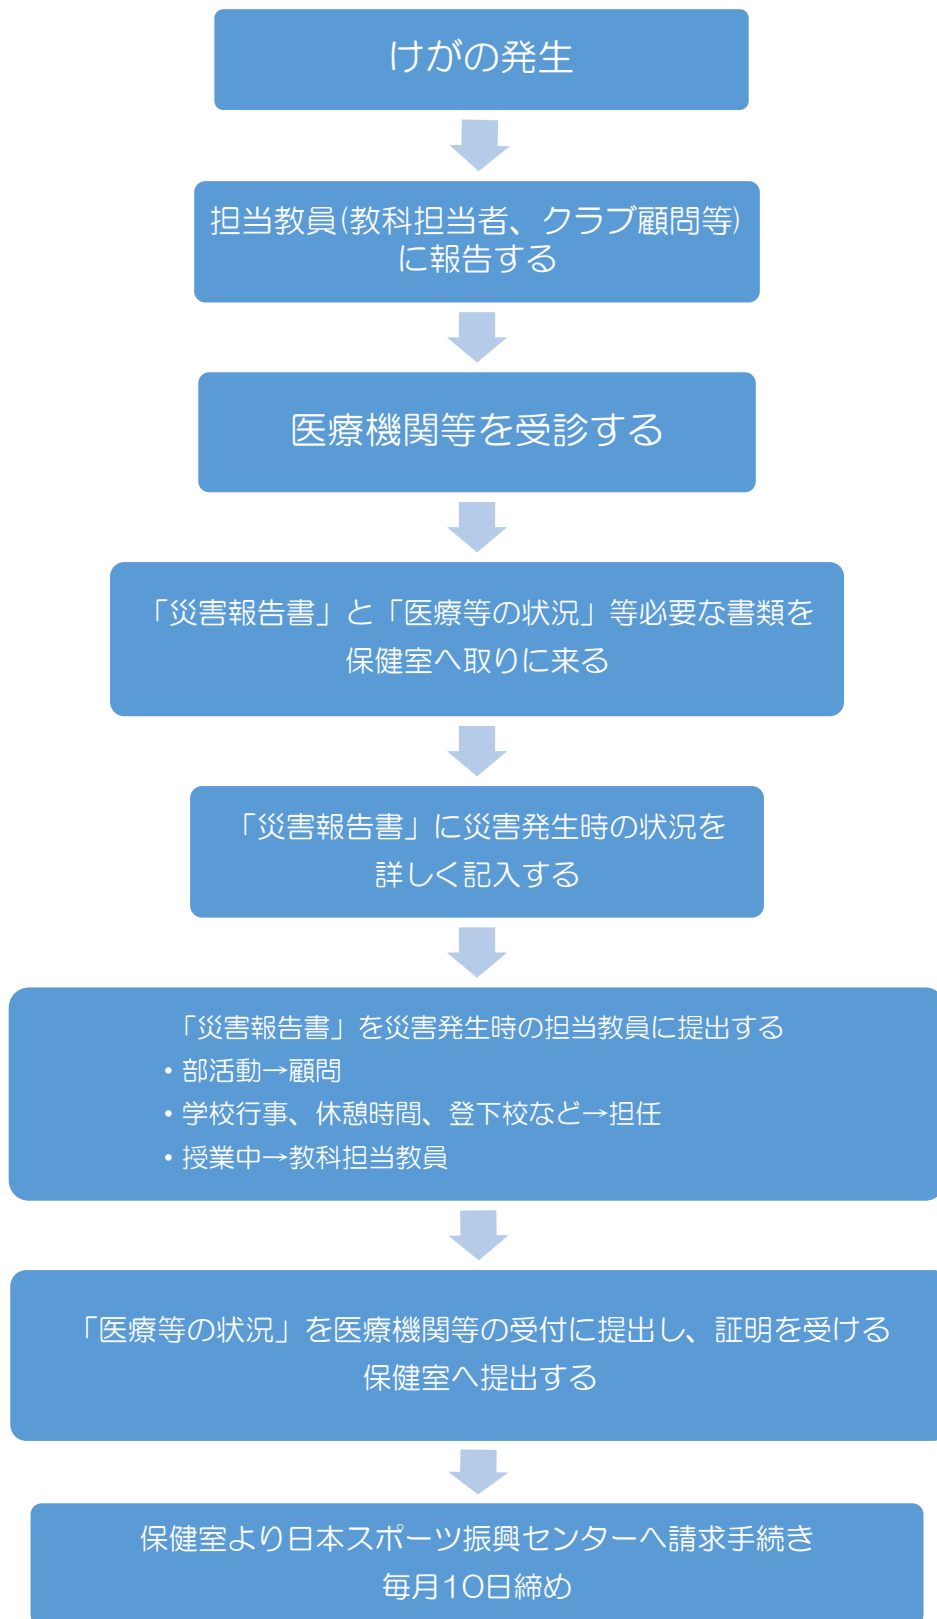 けがの発生
担当教員(教科担当者、クラブ顧問等)
に報告する
医療機関等を受診する
「災害報告書」と「医療等の状況」等必要な書類を
保健室へ取りに来る
「災害報告書」に災害発生時の状況を
詳しく記入する
「災害報告書」を災害発生時の担当教員に提出する
・部活動→顧問
・学校行事、休憩時間、登下校など→担任
・授業中→教科担当教員
「医療等の状況」を医療機関等の受付に提出し、証明を受ける
保健室へ提出する
保健室より日本スポーツ振興センターへ請求手続き
毎月10日締め